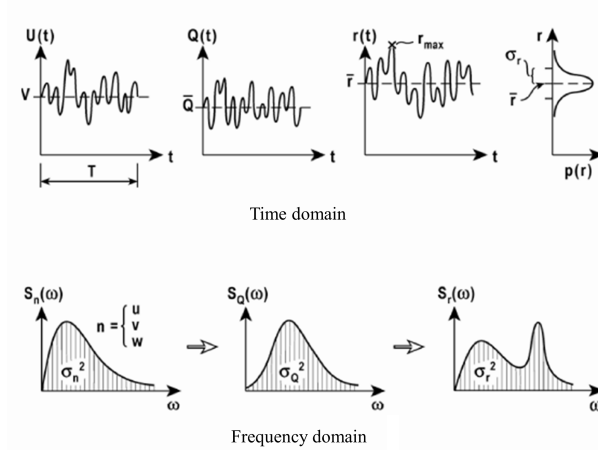 U(t) Q(t) r(t) r_max r
σ_r
V Q̄ r̄ r̄
t t t p(r)
T
Time domain
S_n(ω) S_Q(ω) S_r(ω)
n = { u
v
w
σ_n² σ_Q² σ_r²
ω ω ω
Frequency domain